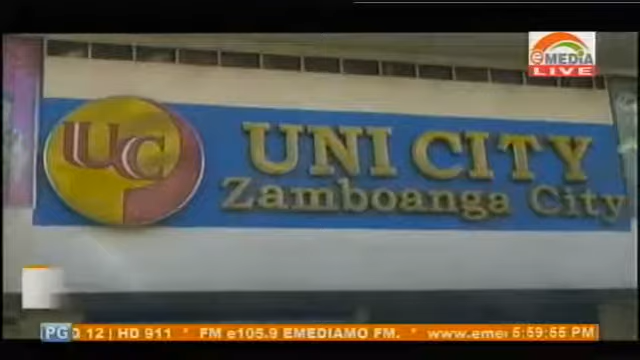 eMEDIA
LIVE
UC
UNI CITY
Zamboanga City
PG
12 | HD 911 * FM e105.9 EMEDIAMO FM. * www.eme
5:59:55 PM